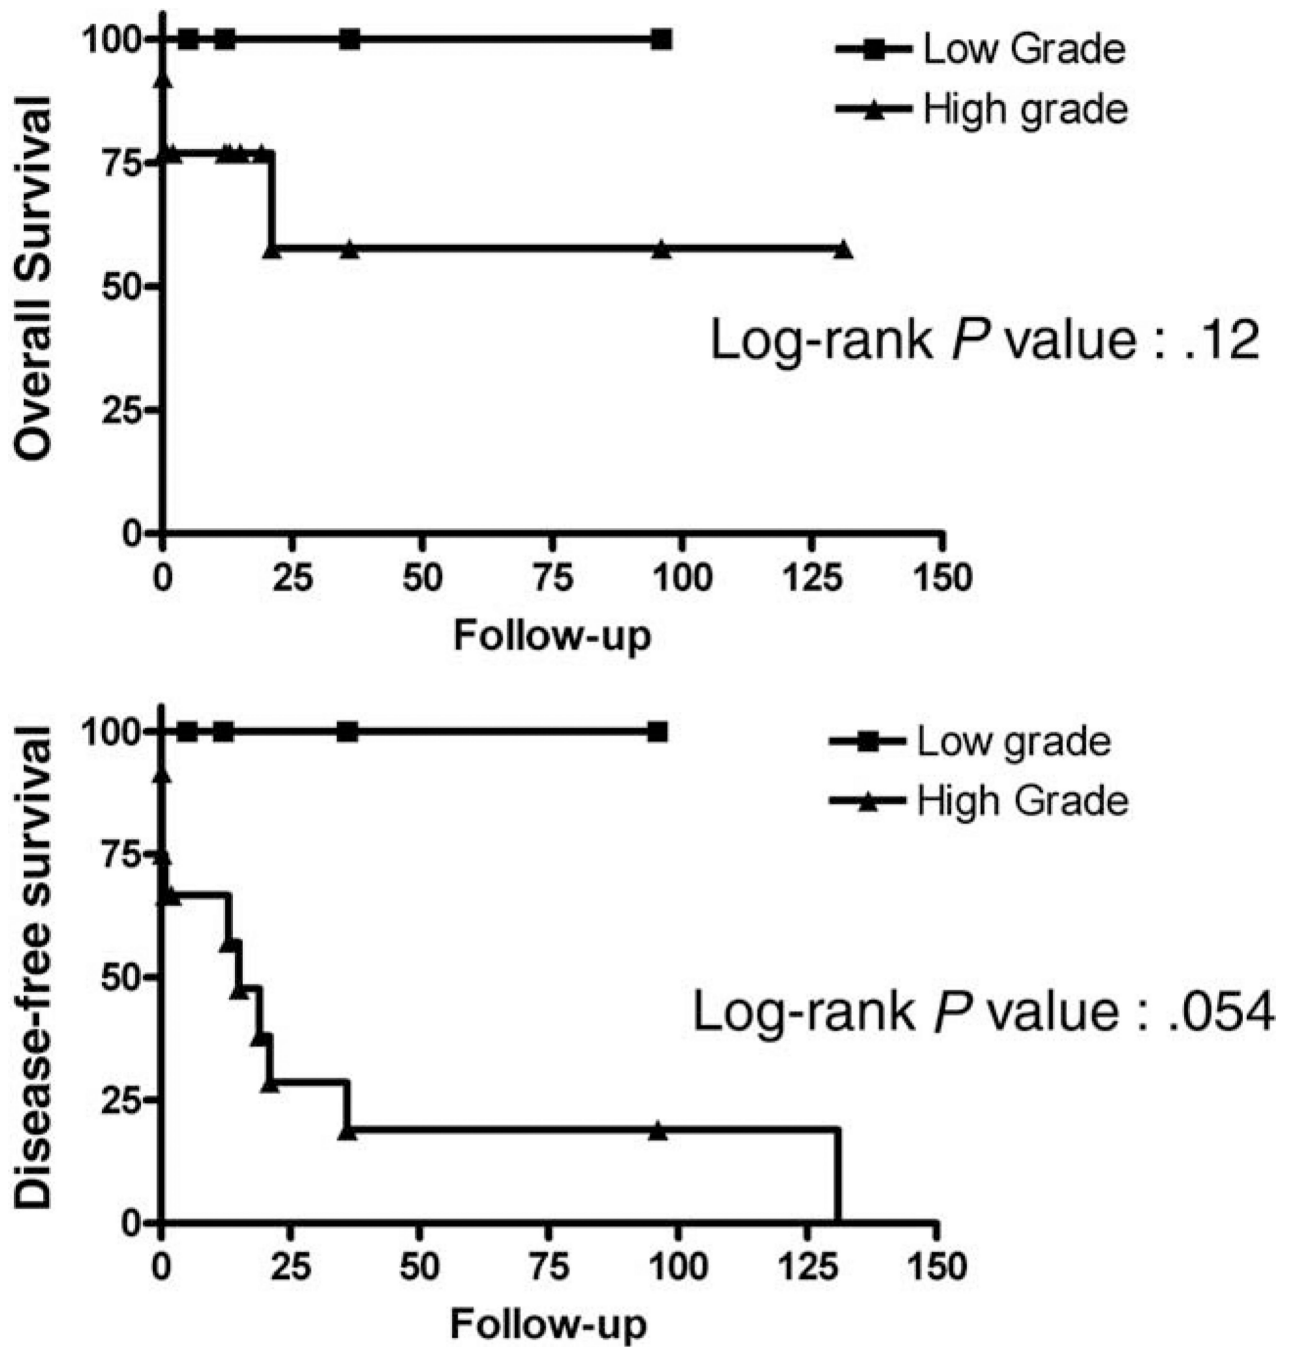 Overall Survival
100
75
50
25
0
0 25 50 75 100 125 150
Follow-up
Low Grade
High grade
Log-rank P value : .12
Disease-free survival
100
75
50
25
0
0 25 50 75 100 125 150
Follow-up
Low grade
High Grade
Log-rank P value : .054